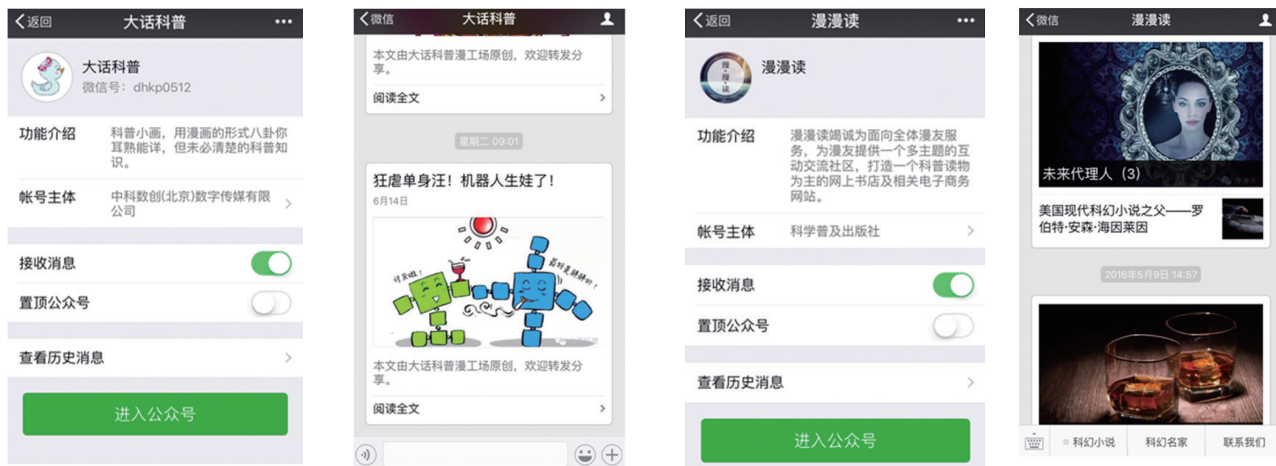 返回 大话科普
大话科普
微信号：dhkp0512
功能介绍 科普小画，用漫画的形式八卦你
耳熟能详，但未必清楚的科普知
识。
帐号主体 中科数创(北京)数字传媒有限
公司
接收消息
置顶公众号
查看历史消息
进入公众号
微信 大话科普
本文由大话科普漫工场原创，欢迎转发分
享。
阅读全文
星期二 09:01
狂虐单身汪！机器人生娃了！
6月14日
本文由大话科普漫工场原创，欢迎转发分
享。
阅读全文
返回 漫漫读
漫·漫·读
漫漫读
功能介绍 漫漫读竭诚为面向全体漫友服
务，为漫友提供一个多主题的互
动交流社区，打造一个科普读物
为主的网上书店及相关电子商务
网站。
帐号主体 科学普及出版社
接收消息
置顶公众号
查看历史消息
进入公众号
微信 漫漫读
未来代理人（3）
美国现代科幻小说之父——罗
伯特·安森·海因莱因
2016年5月9日 14:57
科幻小说 科幻名家 联系我们